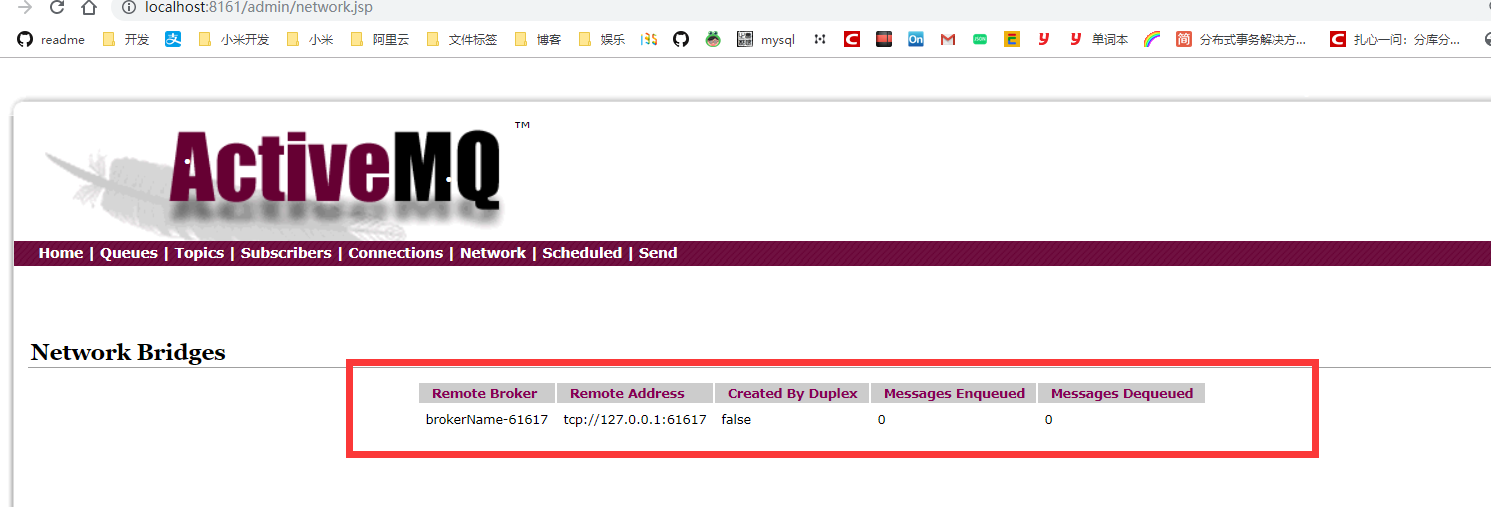 localhost:8161/admin/network.jsp
readme 开发 小米开发 小米 阿里云 文件标签 博客 娱乐 mysql On 单词本 简 分布式事务解决方... C 扎心一问：分库分...
ActiveMQ™
Home | Queues | Topics | Subscribers | Connections | Network | Scheduled | Send
Network Bridges
Remote Broker Remote Address Created By Duplex Messages Enqueued Messages Dequeued
brokerName-61617 tcp://127.0.0.1:61617 false 0 0